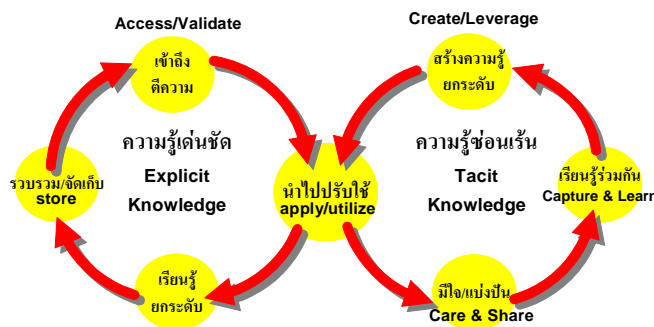 Access/Validate
เข้าถึง
ตีความ
Create/Leverage
สร้างความรู้
ยกระดับ
ความรู้เด่นชัด
Explicit
Knowledge
ความรู้ซ่อนเร้น
Tacit
Knowledge
รวบรวม/จัดเก็บ
store
นำไปปรับใช้
apply/utilize
เรียนรู้ร่วมกัน
Capture & Learn
เรียนรู้
ยกระดับ
มีใจ/แบ่งปัน
Care & Share